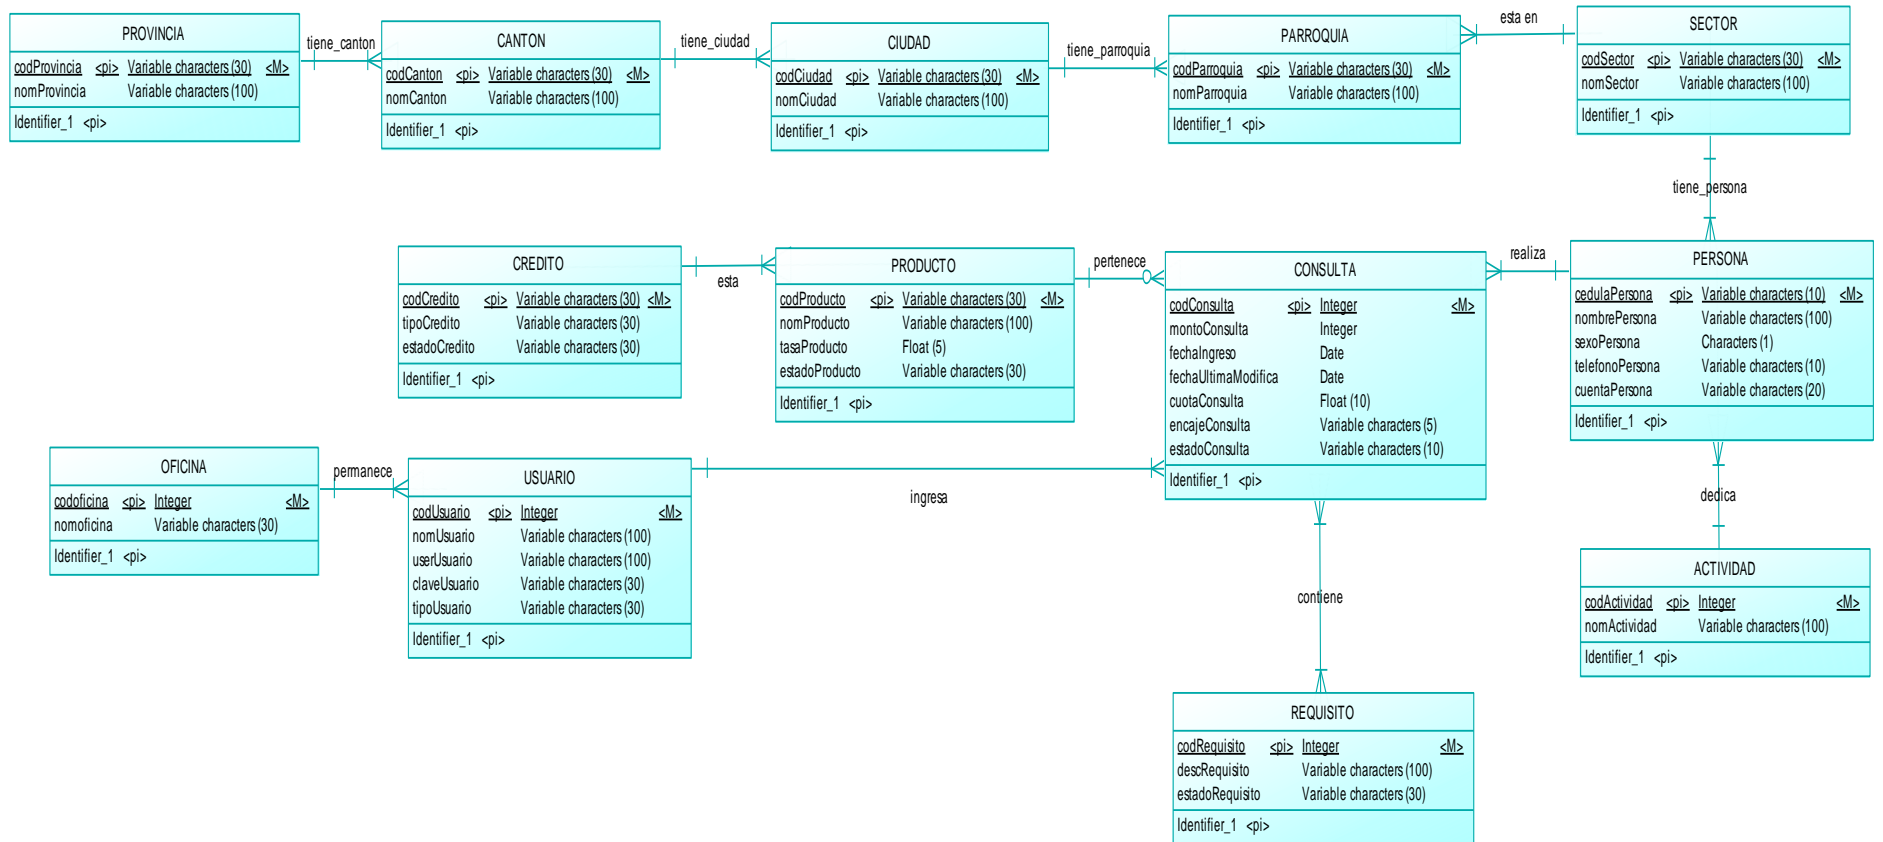 PROVINCIA
codProvincia <pi> Variable characters (30) <M>
nomProvincia Variable characters (100)
Identifier_1 <pi>
tiene_canton
CANTON
codCanton <pi> Variable characters (30) <M>
nomCanton Variable characters (100)
Identifier_1 <pi>
tiene_ciudad
CIUDAD
codCiudad <pi> Variable characters (30) <M>
nomCiudad Variable characters (100)
Identifier_1 <pi>
tiene_parroquia
PARROQUIA
codParroquia <pi> Variable characters (30) <M>
nomParroquia Variable characters (100)
Identifier_1 <pi>
esta en
SECTOR
codSector <pi> Variable characters (30) <M>
nomSector Variable characters (100)
Identifier_1 <pi>
tiene_persona
CREDITO
codCredito <pi> Variable characters (30) <M>
tipoCredito Variable characters (30)
estadoCredito Variable characters (30)
Identifier_1 <pi>
esta
PRODUCTO
codProducto <pi> Variable characters (30) <M>
nomProducto Variable characters (100)
tasaProducto Float (5)
estadoProducto Variable characters (30)
Identifier_1 <pi>
pertenece
CONSULTA
codConsulta <pi> Integer <M>
montoConsulta Integer
fechaIngreso Date
fechaUltimaModifica Date
cuotaConsulta Float (10)
encajeConsulta Variable characters (5)
estadoConsulta Variable characters (10)
Identifier_1 <pi>
realiza
PERSONA
cedulaPersona <pi> Variable characters (10) <M>
nombrePersona Variable characters (100)
sexoPersona Characters (1)
telefonoPersona Variable characters (10)
cuentaPersona Variable characters (20)
Identifier_1 <pi>
OFICINA
codoficina <pi> Integer <M>
nomoficina Variable characters (30)
Identifier_1 <pi>
permanece
USUARIO
codUsuario <pi> Integer <M>
nomUsuario Variable characters (100)
userUsuario Variable characters (100)
claveUsuario Variable characters (30)
tipoUsuario Variable characters (30)
Identifier_1 <pi>
ingresa
dedica
ACTIVIDAD
codActividad <pi> Integer <M>
nomActividad Variable characters (100)
Identifier_1 <pi>
contiene
REQUISITO
codRequisito <pi> Integer <M>
descRequisito Variable characters (100)
estadoRequisito Variable characters (30)
Identifier_1 <pi>